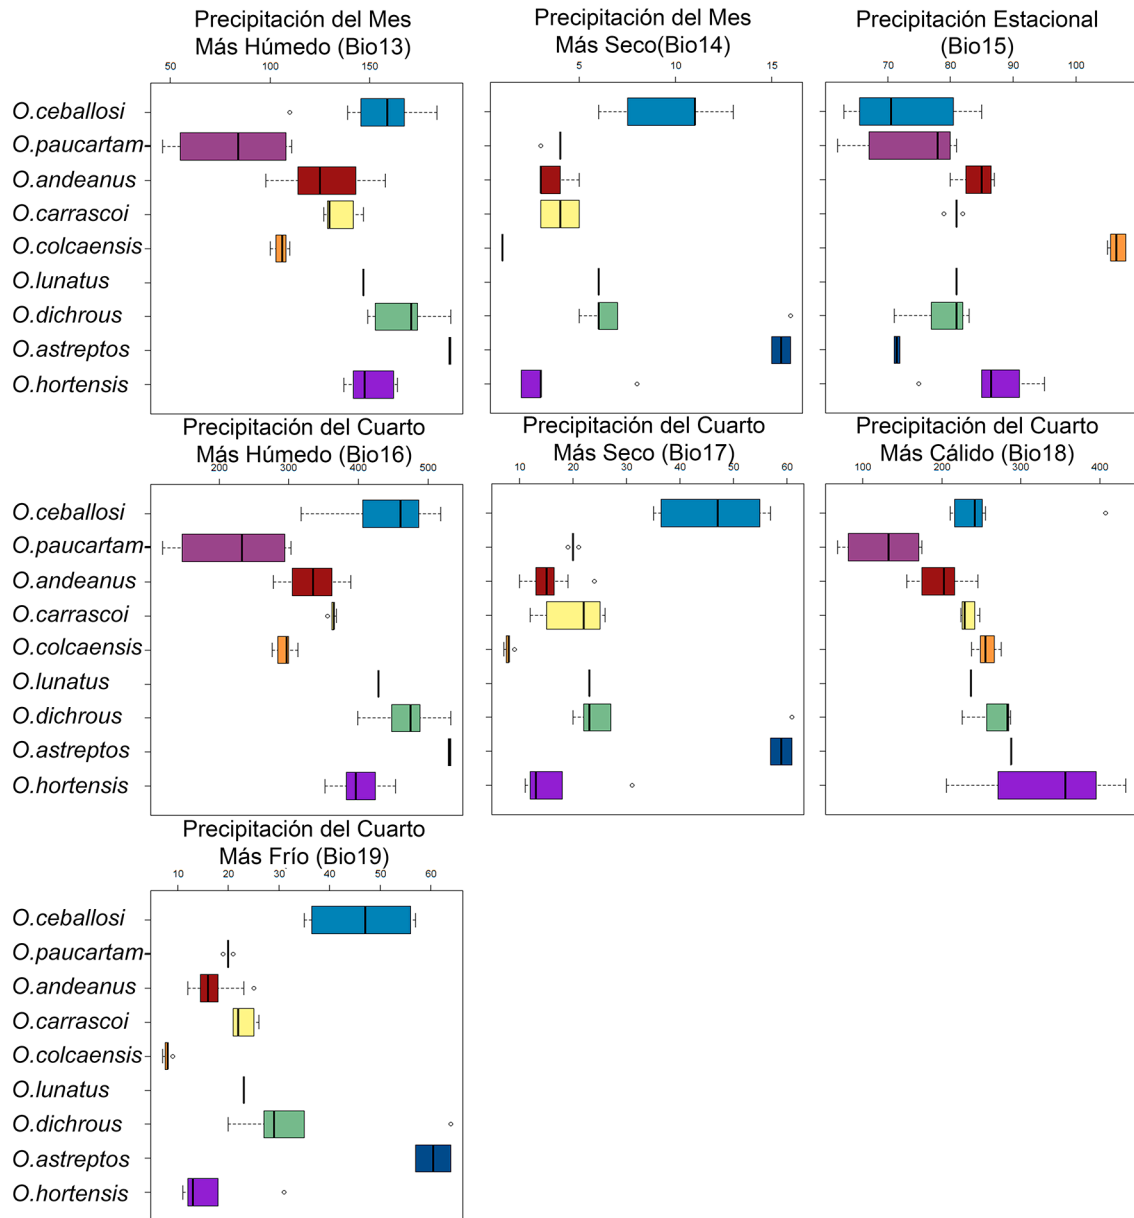 Precipitación del Mes
Más Húmedo (Bio13)
Precipitación del Mes
Más Seco(Bio14)
Precipitación Estacional
(Bio15)
50 100 150
5 10 15
70 80 90 100
O.ceballosi
O.paucartam
O.andeanus
O.carrascoi
O.colcaensis
O.lunatus
O.dichrous
O.astreptos
O.hortensis
Precipitación del Cuarto
Más Húmedo (Bio16)
Precipitación del Cuarto
Más Seco (Bio17)
Precipitación del Cuarto
Más Cálido (Bio18)
200 300 400 500
10 20 30 40 50 60
100 200 300 400
O.ceballosi
O.paucartam
O.andeanus
O.carrascoi
O.colcaensis
O.lunatus
O.dichrous
O.astreptos
O.hortensis
Precipitación del Cuarto
Más Frío (Bio19)
10 20 30 40 50 60
O.ceballosi
O.paucartam
O.andeanus
O.carrascoi
O.colcaensis
O.lunatus
O.dichrous
O.astreptos
O.hortensis